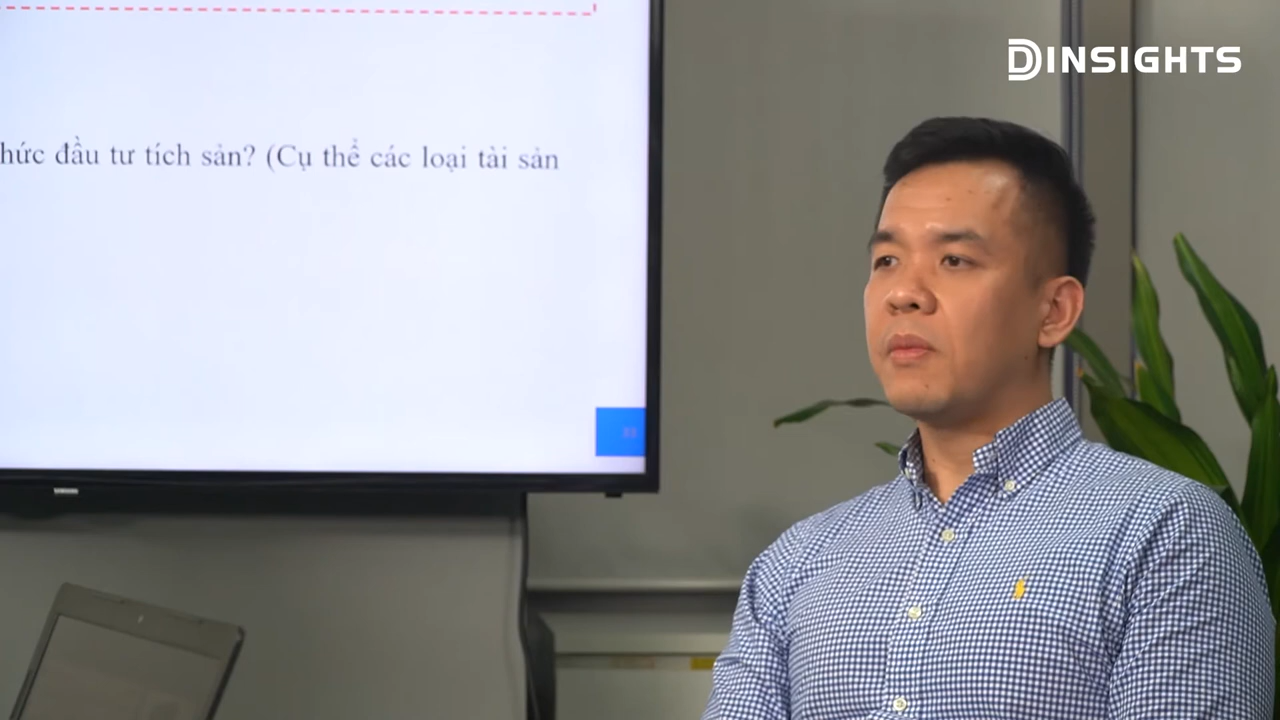 DINSIGHTS
hức đầu tư tích sản? (Cụ thể các loại tài sản